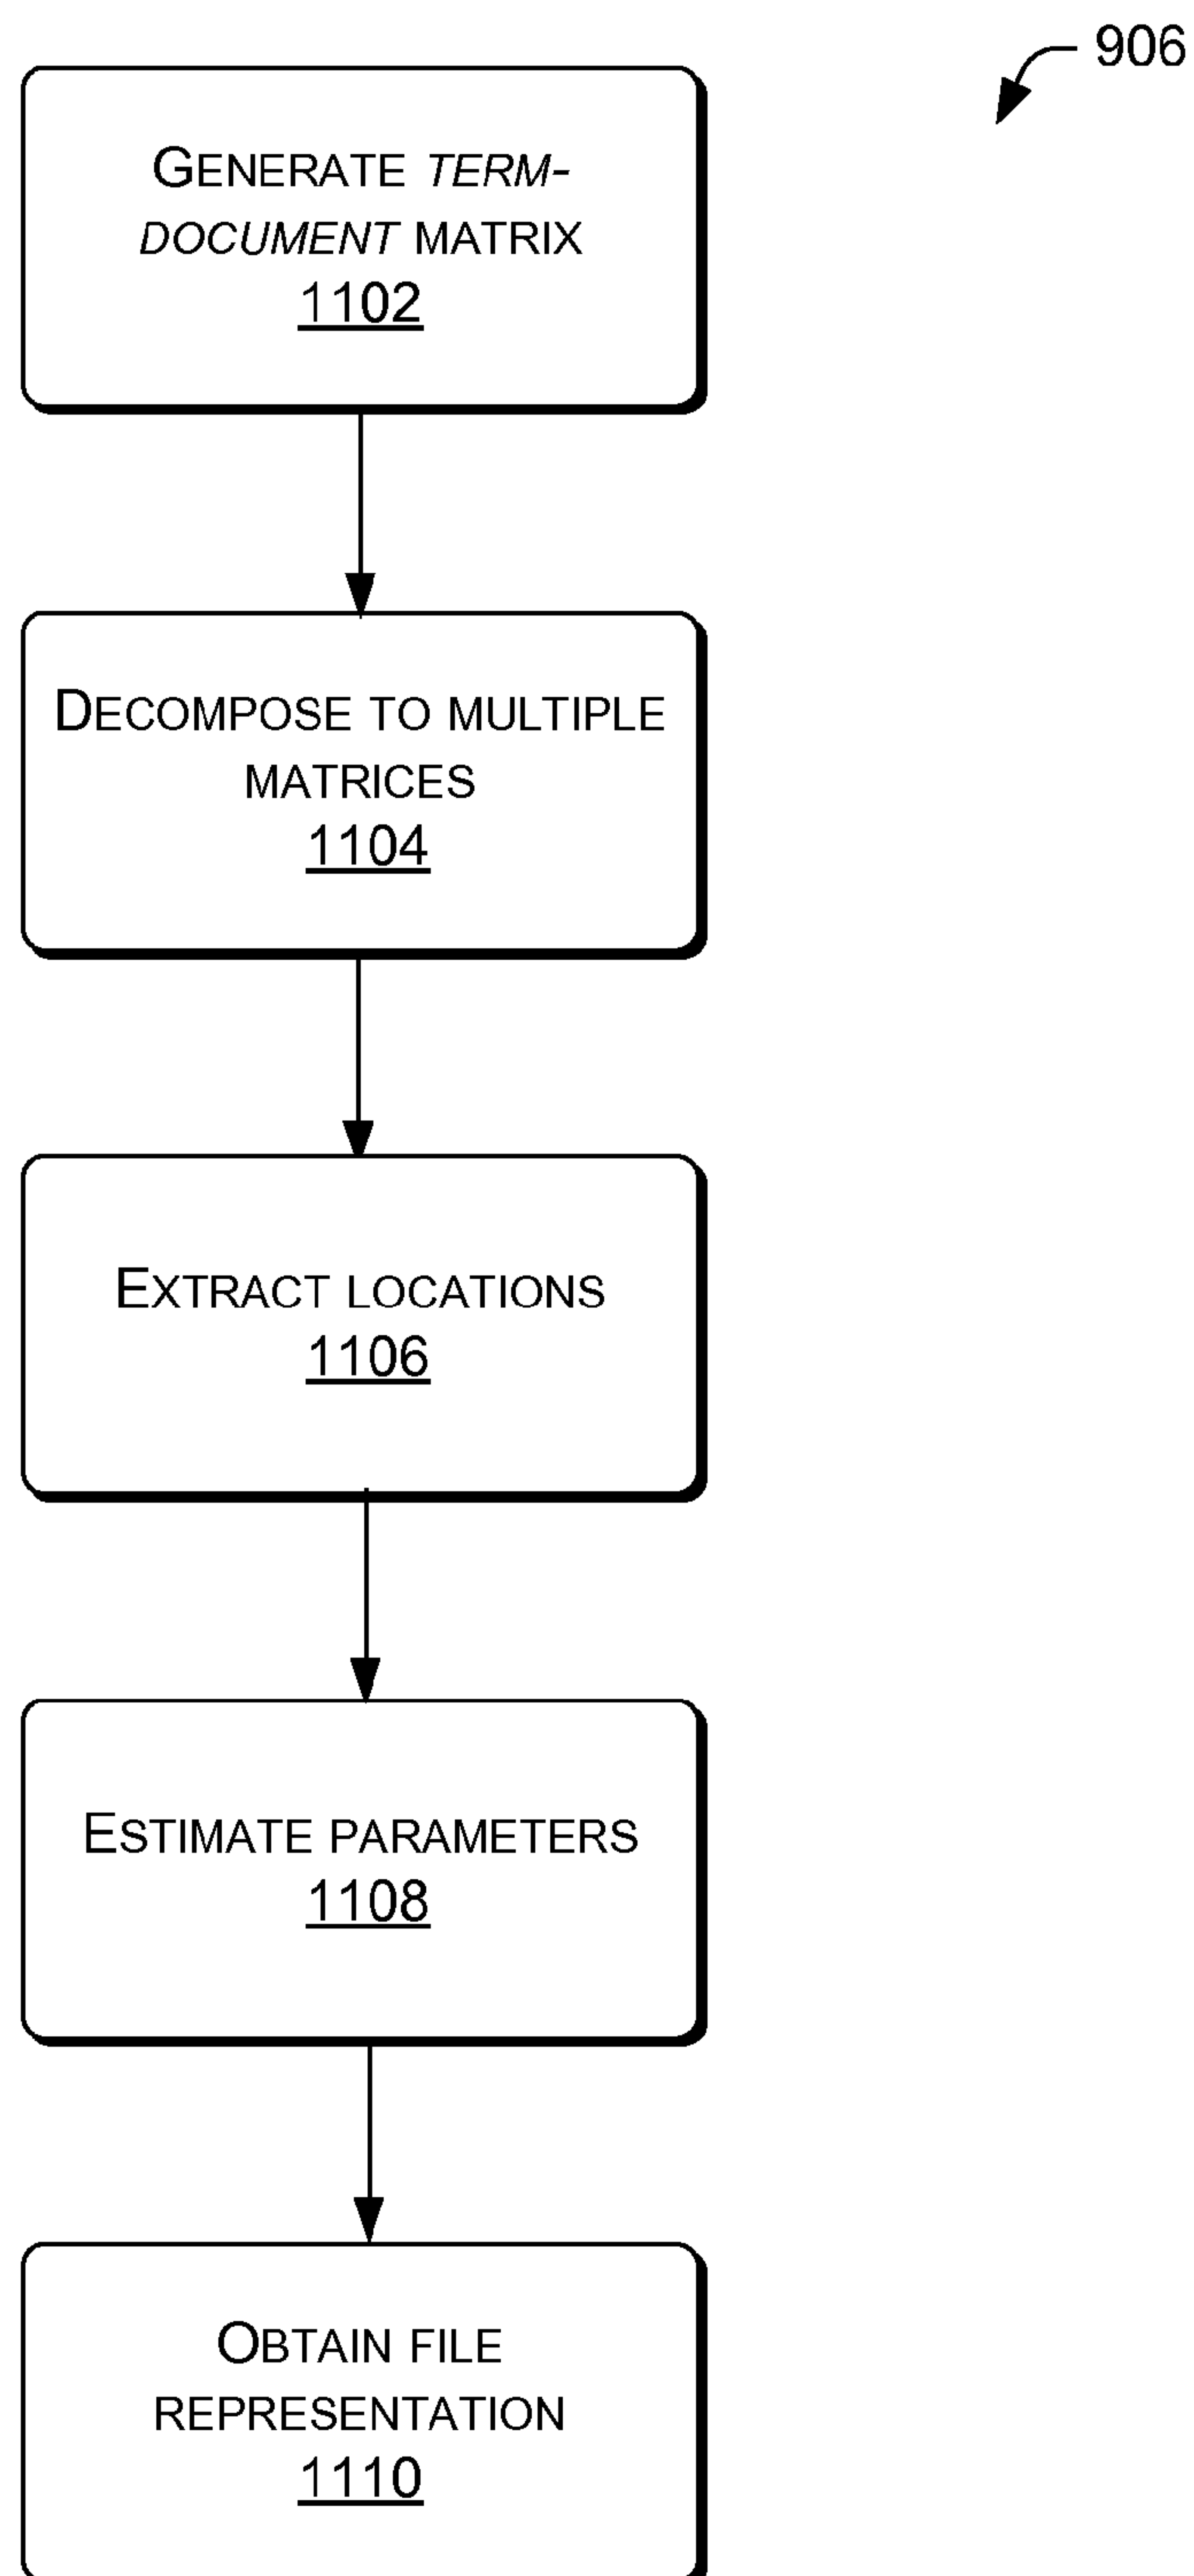 906
GENERATE TERM-
DOCUMENT MATRIX
1102
DECOMPOSE TO MULTIPLE
MATRICES
1104
EXTRACT LOCATIONS
1106
ESTIMATE PARAMETERS
1108
OBTAIN FILE
REPRESENTATION
1110